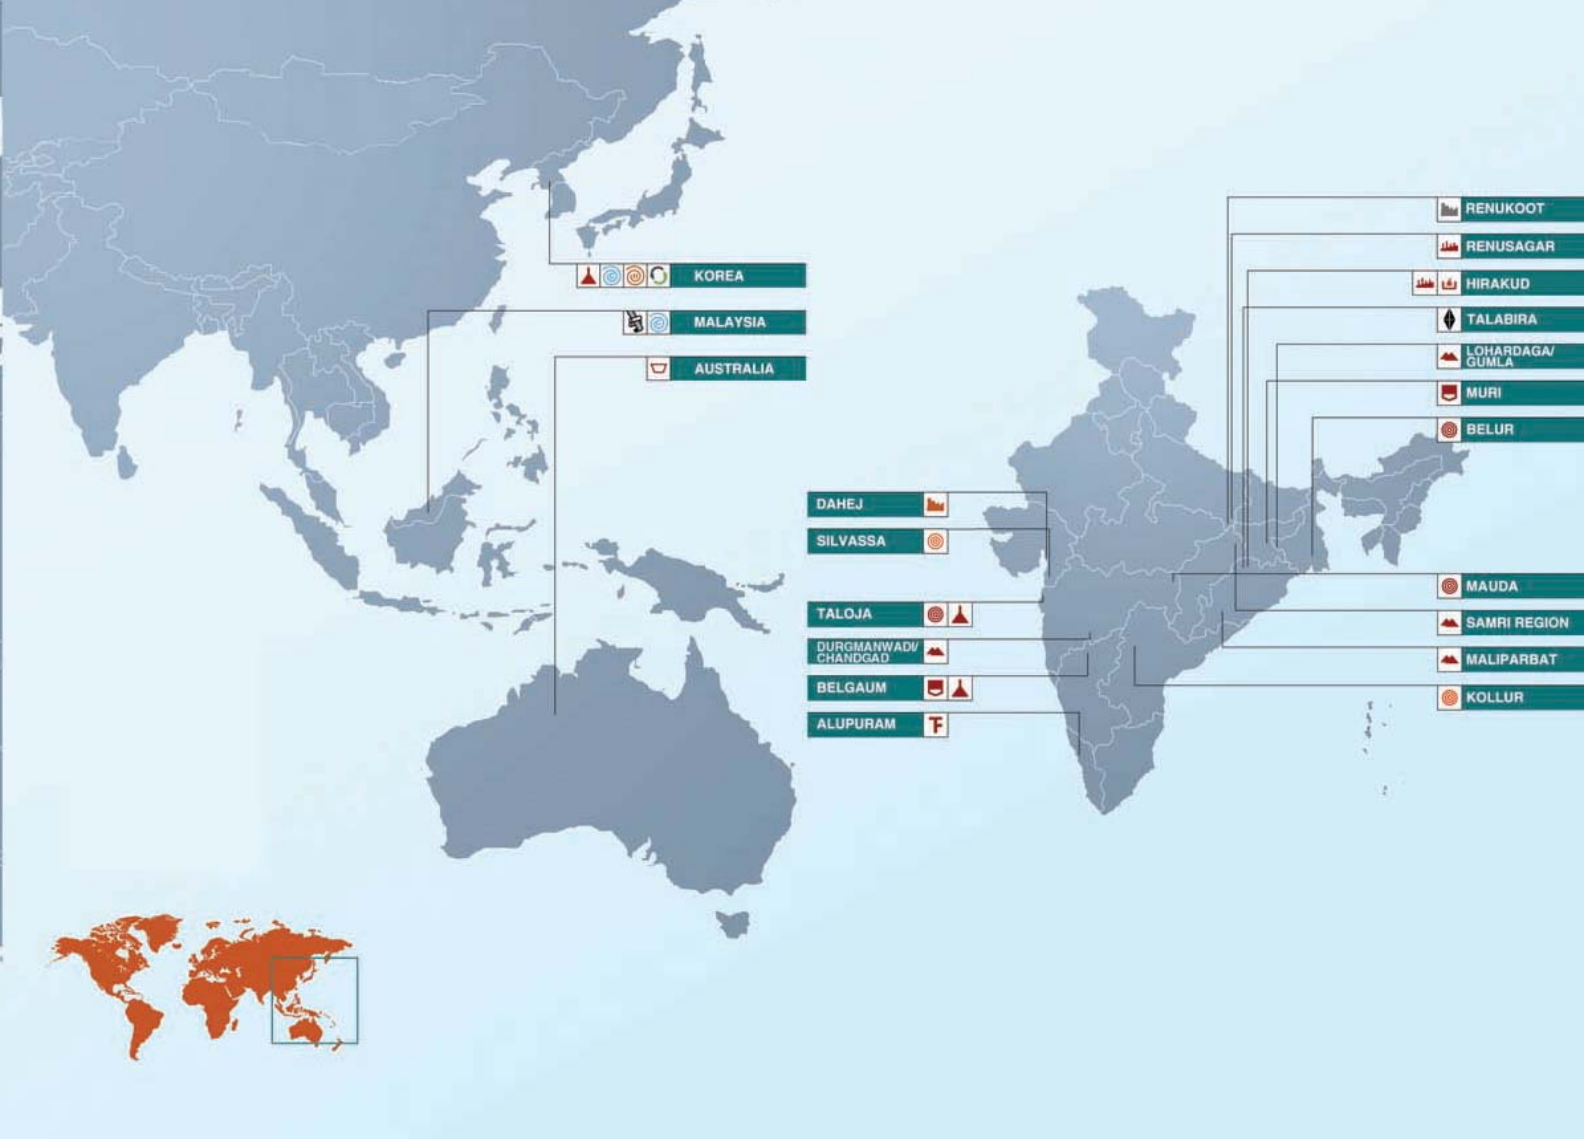 KOREA
MALAYSIA
AUSTRALIA
DAHEJ
SILVASSA
TALOJA
DURGMANWADI/
CHANDGAD
BELGAUM
ALUPURAM
RENUKOOT
RENUSAGAR
HIRAKUD
TALABIRA
LOHARDAGA/
GUMLA
MURI
BELUR
MAUDA
SAMRI REGION
MALIPARBAT
KOLLUR